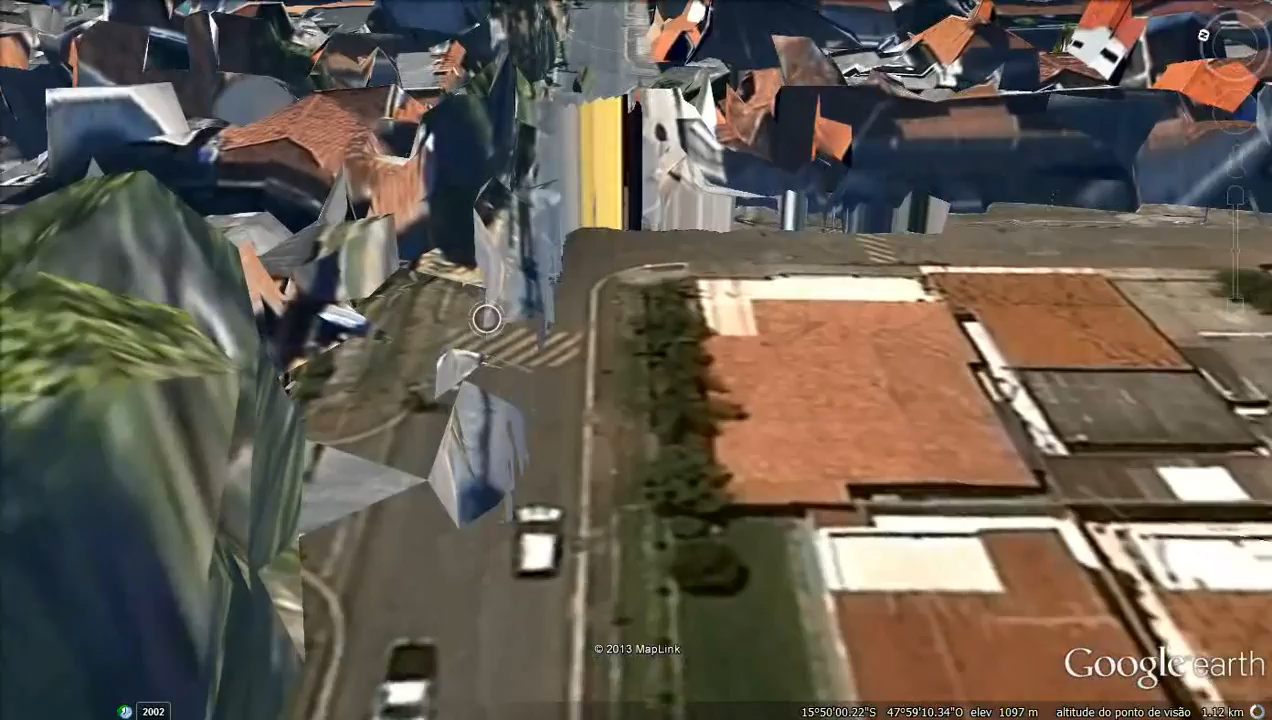 N
© 2013 MapLink
Google earth
2002
15°50'00.22"S 47°59'10.34"O elev 1097 m altitude do ponto de visão 1.12 km